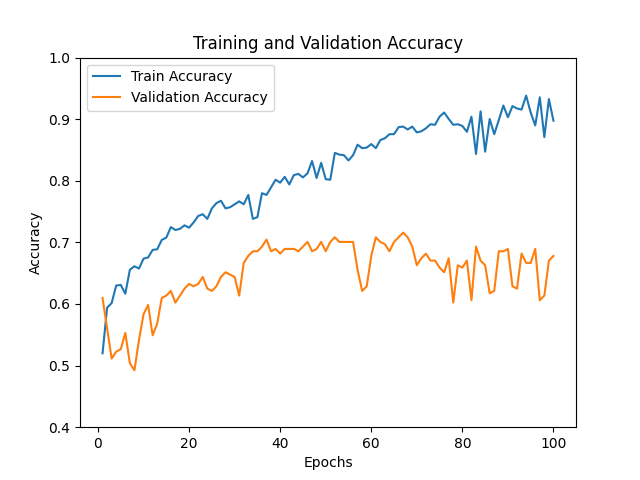 Training and Validation Accuracy
Train Accuracy
Validation Accuracy
1.0
0.9
0.8
0.7
0.6
0.5
0.4
Accuracy
0 20 40 60 80 100
Epochs